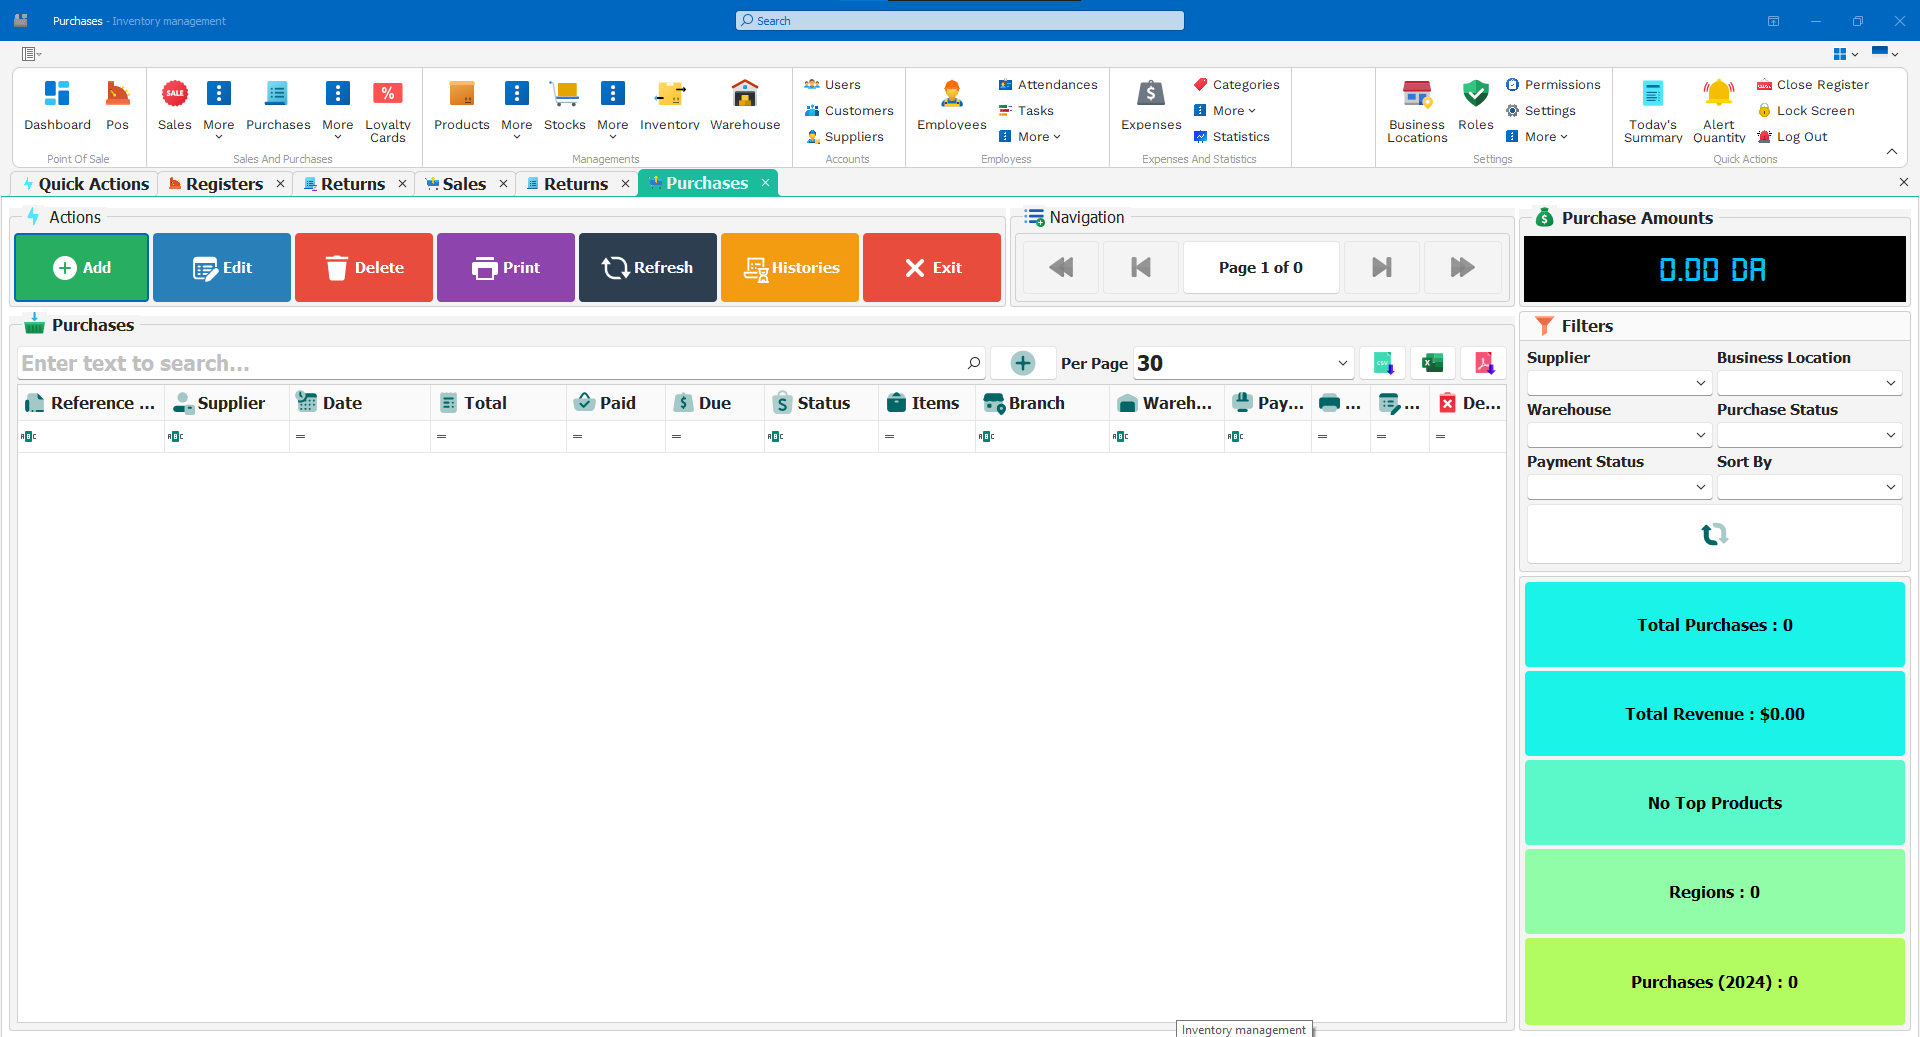 Purchases - Inventory management
Search
Dashboard
Pos
Point Of Sale
Sales
More
Purchases
More
Loyalty
Cards
Sales And Purchases
Products
More
Stocks
More
Inventory
Warehouse
Managements
Users
Customers
Suppliers
Accounts
Employees
Attendances
Tasks
More
Employess
Expenses
Categories
More
Statistics
Expenses And Statistics
Business
Locations
Roles
Permissions
Settings
More
Settings
Today's
Summary
Alert
Quantity
Close Register
Lock Screen
Log Out
Quick Actions
Quick Actions
Registers
Returns
Sales
Returns
Purchases
Actions
Add
Edit
Delete
Print
Refresh
Histories
Exit
Navigation
Page 1 of 0
Purchase Amounts
0.00 DA
Purchases
Enter text to search...
Per Page
30
Reference ...
Supplier
Date
Total
Paid
Due
Status
Items
Branch
Wareh...
Pay...
...
...
De...
Filters
Supplier
Business Location
Warehouse
Purchase Status
Payment Status
Sort By
Total Purchases : 0
Total Revenue : $0.00
No Top Products
Regions : 0
Purchases (2024) : 0
Inventory management